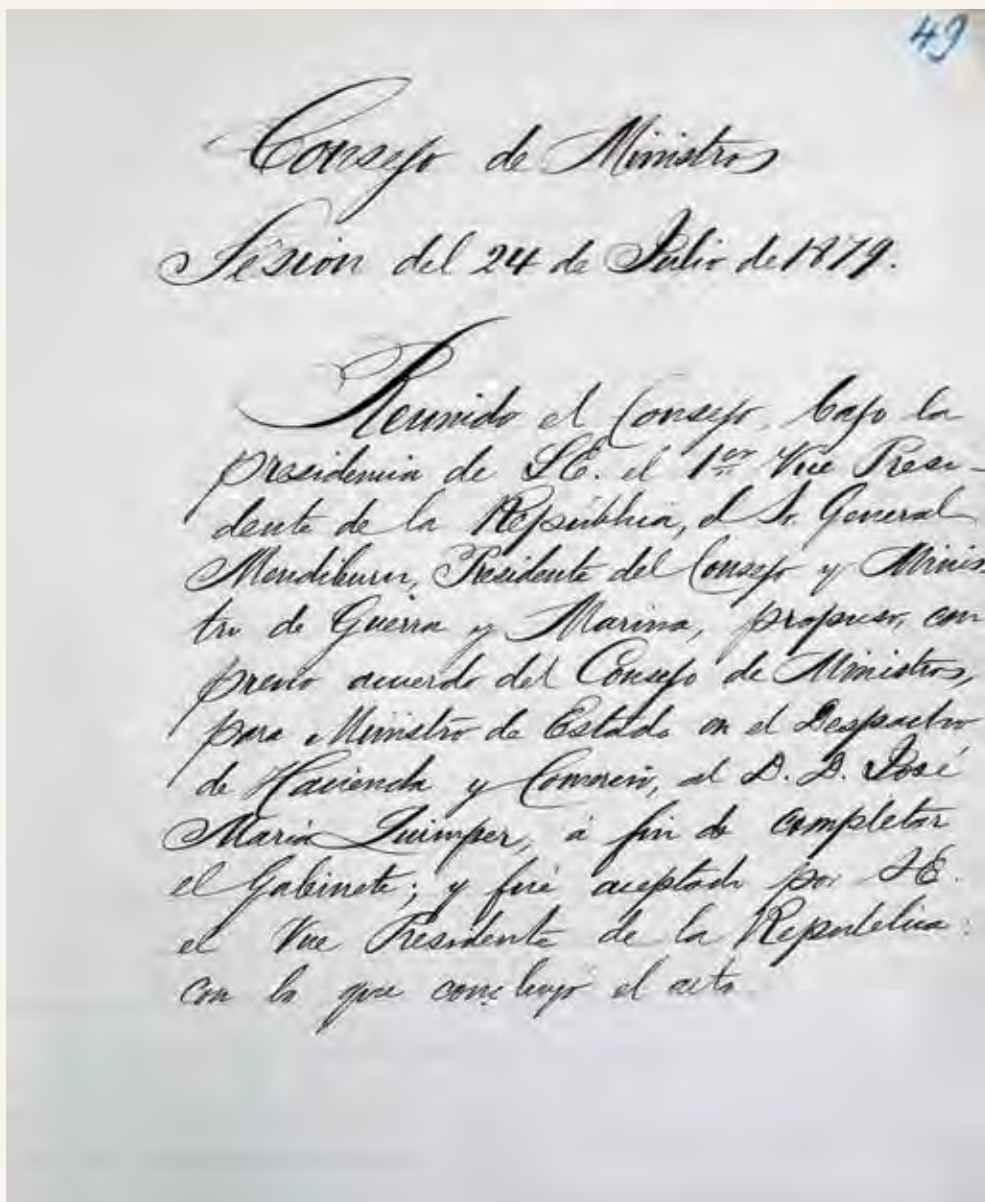 49
Consejo de Ministros
Sesion del 24 de Julio de 1879.
Reunido el Consejo, bajo la
presidencia de S.E. el 1er Vice Presi-
dente de la República, el Sr. General
Mendiburu, Presidente del Consejo y Minis-
tro de Guerra y Marina, propuso, con
previo acuerdo del Consejo de Ministros,
para Ministro de Estado en el Despacho
de Hacienda y Comercio, al D. D. José
Maria Quimper, á fin de completar
el Gabinete; y fué aceptado por S.E.
el Vice Presidente de la República:
con lo que concluyó el acto.